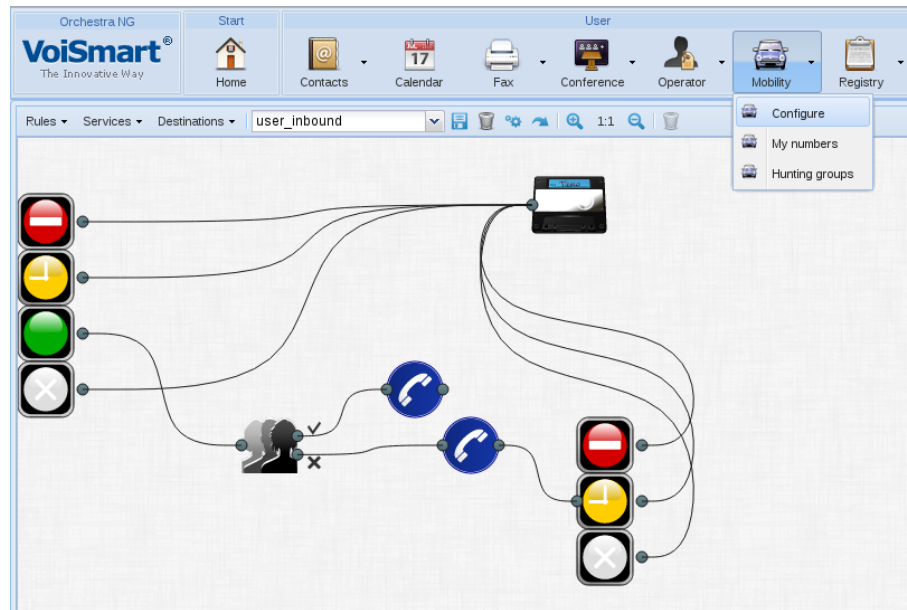 Orchestra NG
Start
User
VoiSmart®
The Innovative Way
Home
Contacts
17
Calendar
Fax
Conference
Operator
Mobility
Registry
Rules
Services
Destinations
user_inbound
1:1
Configure
My numbers
Hunting groups